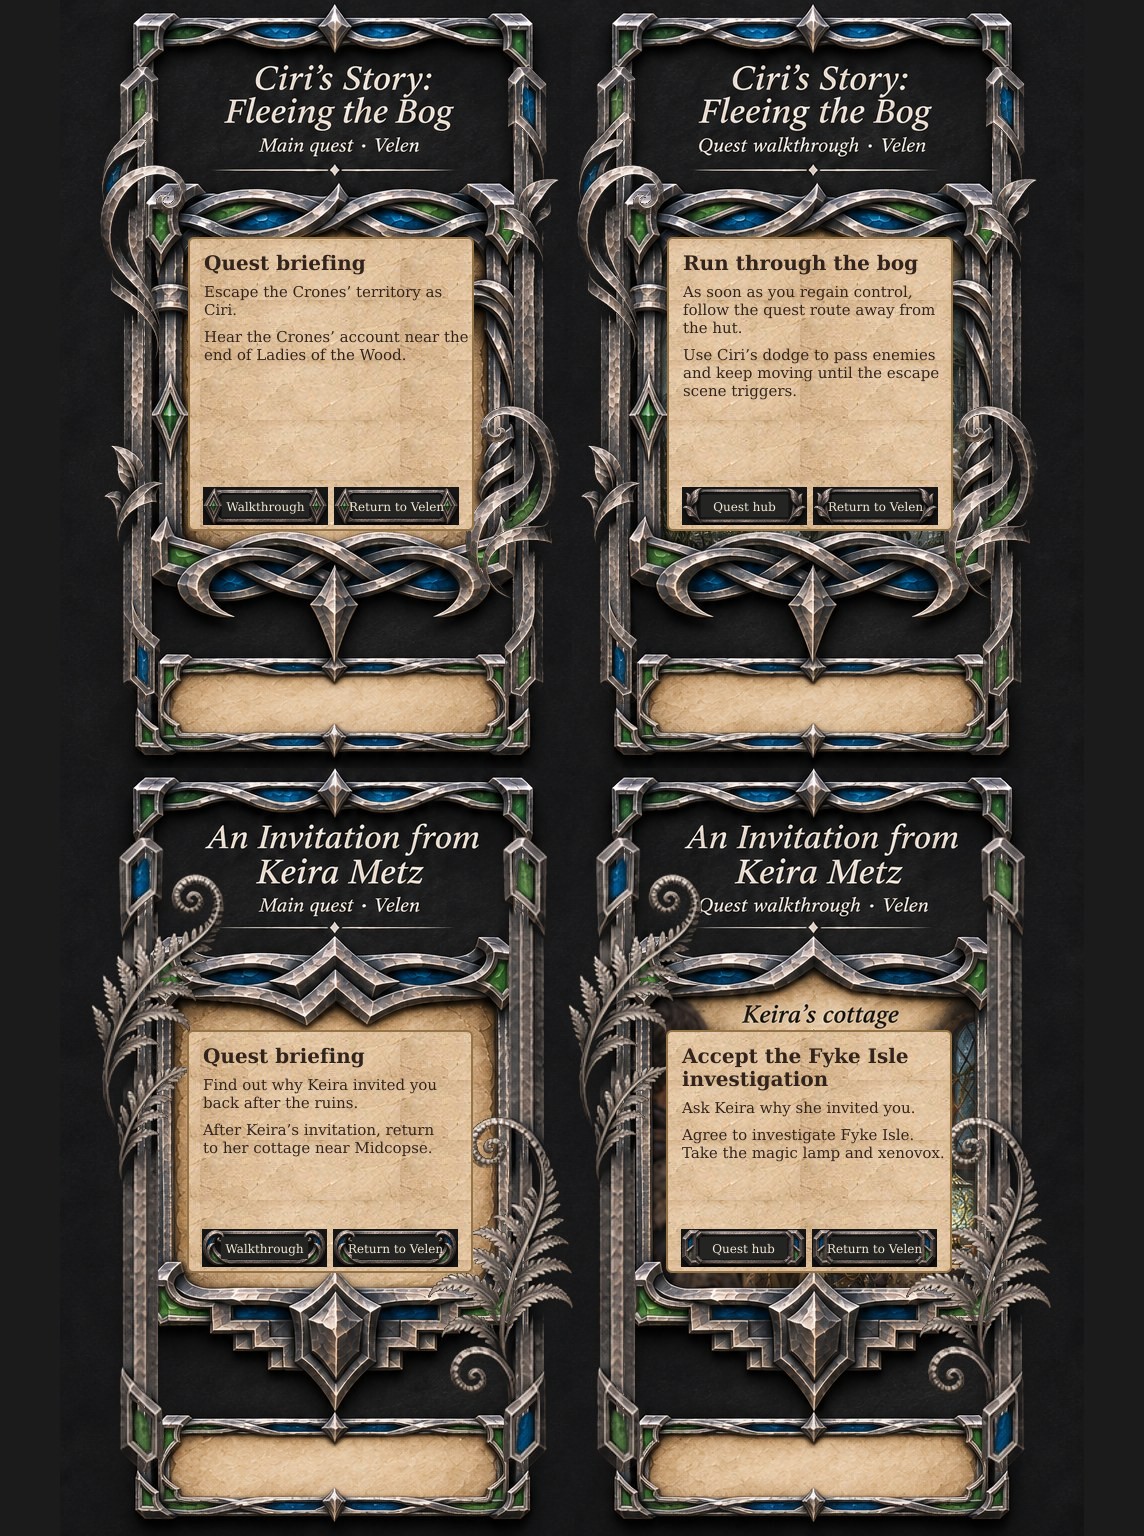 Ciri’s Story:
Fleeing the Bog
Main quest · Velen
Quest briefing
Escape the Crones’ territory as
Ciri.
Hear the Crones’ account near the
end of Ladies of the Wood.
Walkthrough
Return to Velen
Ciri’s Story:
Fleeing the Bog
Quest walkthrough · Velen
Run through the bog
As soon as you regain control,
follow the quest route away from
the hut.
Use Ciri’s dodge to pass enemies
and keep moving until the escape
scene triggers.
Quest hub
Return to Velen
An Invitation from
Keira Metz
Main quest · Velen
Quest briefing
Find out why Keira invited you
back after the ruins.
After Keira’s invitation, return
to her cottage near Midcopse.
Walkthrough
Return to Velen
An Invitation from
Keira Metz
Quest walkthrough · Velen
Keira’s cottage
Accept the Fyke Isle
investigation
Ask Keira why she invited you.
Agree to investigate Fyke Isle.
Take the magic lamp and xenovox.
Quest hub
Return to Velen